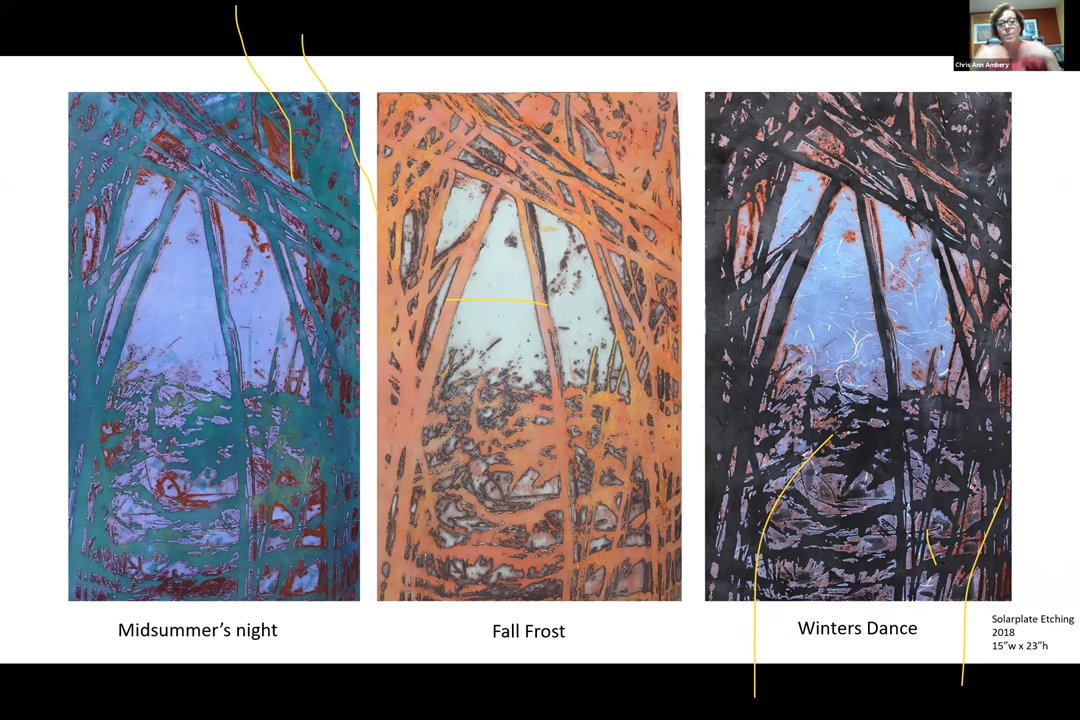 Chris Ann Ambery
Midsummer's night
Fall Frost
Winters Dance
Solarplate Etching
2018
15"w x 23"h